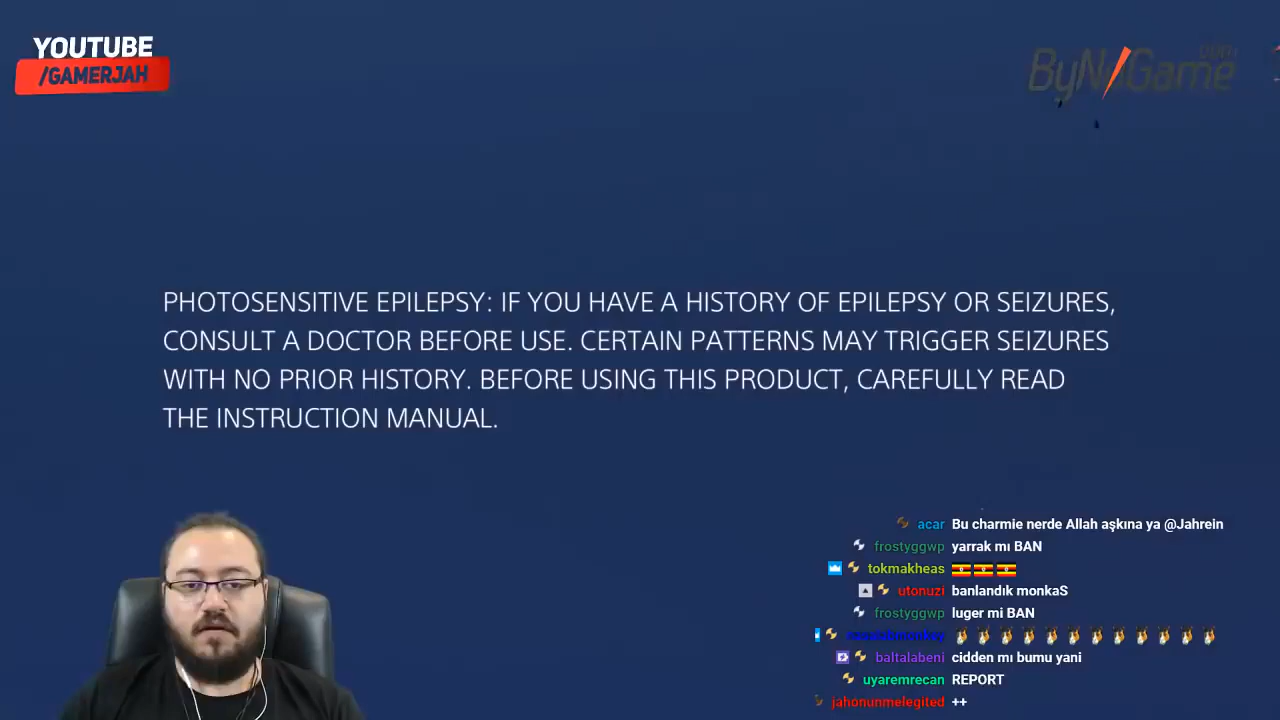 YOUTUBE
/GAMERJAH
ByNoGame
PHOTOSENSITIVE EPILEPSY: IF YOU HAVE A HISTORY OF EPILEPSY OR SEIZURES,
CONSULT A DOCTOR BEFORE USE. CERTAIN PATTERNS MAY TRIGGER SEIZURES
WITH NO PRIOR HISTORY. BEFORE USING THIS PRODUCT, CAREFULLY READ
THE INSTRUCTION MANUAL.
acar Bu charmie nerde Allah aşkına ya @Jahrein
frostyggwp yarrak mı BAN
tokmakheas
utonuzi banlandık monkaS
frostyggwp luger mi BAN
baltalabeni cidden mı bumu yani
uyaremrecan REPORT
jahonunmelegited ++